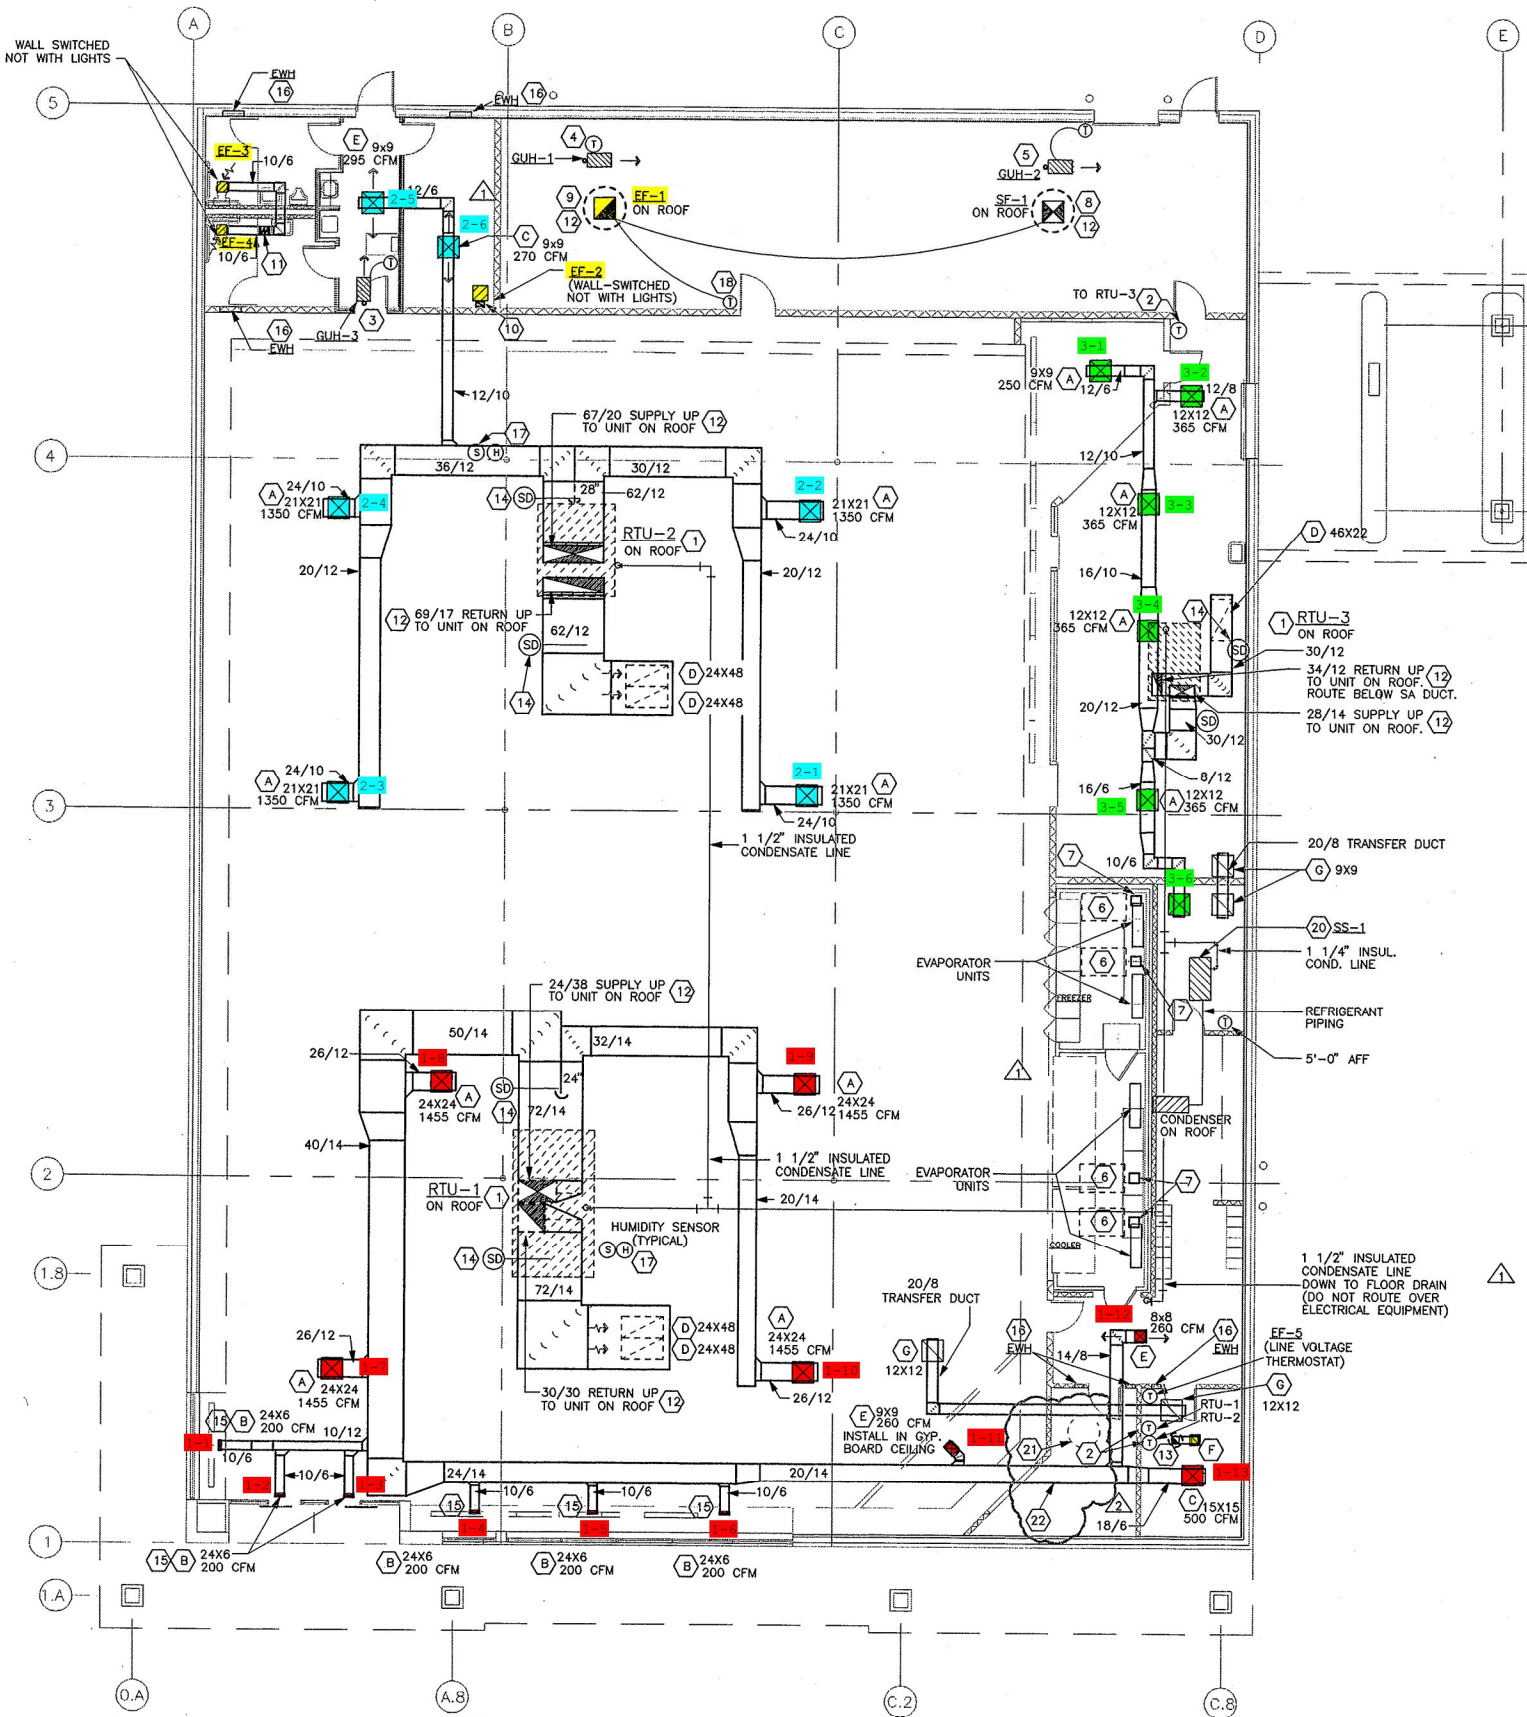 A
B
C
D
E
WALL SWITCHED
NOT WITH LIGHTS
EWH
16
EWH
16
5
E
9x9
295 CFM
4
T
GUH-1
T
5
GUH-2
EF-3
10/6
2-5
12/6
1
9
EF-1
ON ROOF
12
SF-1
ON ROOF
8
12
2-6
C
9x9
270 CFM
EF-4
10/6
11
T
EF-2
(WALL-SWITCHED
NOT WITH LIGHTS)
18
T
TO RTU-3
2
T
16
EWH
GUH-3
3
10
3-1
9X9
250 CFM
A
12/6
3-2
12/8
12X12
365 CFM
A
12/10
67/20 SUPPLY UP
TO UNIT ON ROOF
12
17
S
H
4
36/12
30/12
12/10
24/10
A
21X21
1350 CFM
2-4
14
SD
28"
62/12
2-2
21X21
1350 CFM
A
24/10
A
12X12
365 CFM
3-3
RTU-2
ON ROOF
1
D
46X22
20/12
20/12
16/10
12
69/17 RETURN UP
TO UNIT ON ROOF
3-4
12X12
365 CFM
A
14
1
RTU-3
ON ROOF
SD
62/12
SD
30/12
34/12 RETURN UP
TO UNIT ON ROOF.
ROUTE BELOW SA DUCT.
12
D
24X48
D
24X48
14
20/12
SD
28/14 SUPPLY UP
TO UNIT ON ROOF.
12
30/12
24/10
A
21X21
1350 CFM
2-3
2-1
21X21
1350 CFM
A
24/10
8/12
16/6
3-5
A
12X12
365 CFM
3
1 1/2" INSULATED
CONDENSATE LINE
7
10/6
20/8 TRANSFER DUCT
3-6
G
9X9
6
20
SS-1
EVAPORATOR
UNITS
6
1 1/4" INSUL.
COND. LINE
24/38 SUPPLY UP
TO UNIT ON ROOF
12
FREEZER
7
REFRIGERANT
PIPING
T
50/14
32/14
26/12
1-8
24X24
1455 CFM
A
SD
24"
14
72/14
1-9
A
24X24
1455 CFM
26/12
1
5'-0" AFF
CONDENSER
ON ROOF
40/14
1 1/2" INSULATED
CONDENSATE LINE
EVAPORATOR
UNITS
6
7
2
RTU-1
ON ROOF
1
20/14
HUMIDITY SENSOR
(TYPICAL)
S
H
17
6
COOLER
14
SD
1.8
72/14
1 1/2" INSULATED
CONDENSATE LINE
DOWN TO FLOOR DRAIN
(DO NOT ROUTE OVER
ELECTRICAL EQUIPMENT)
1
20/8
TRANSFER DUCT
1-12
8x8
260 CFM
26/12
D
24X48
D
24X48
A
24X24
1455 CFM
G
12X12
16
EWH
14/8
E
16
EWH
EF-5
(LINE VOLTAGE
THERMOSTAT)
1-7
A
24X24
1455 CFM
1-10
26/12
T
G
12X12
30/30 RETURN UP
TO UNIT ON ROOF
12
15
B
24X6
200 CFM
E
9X9
260 CFM
INSTALL IN GYP.
BOARD CEILING
RTU-1
RTU-2
T
T
1-1
10/12
10/6
1-11
21
2
13
F
1-2
10/6
1-3
24/14
20/14
1-13
15
10/6
15
10/6
15
10/6
22
2
18/6
C
15X15
500 CFM
1-4
1-5
1-6
1
15
B
24X6
200 CFM
B
24X6
200 CFM
B
24X6
200 CFM
B
24X6
200 CFM
1.A
0.A
A.8
C.2
C.8